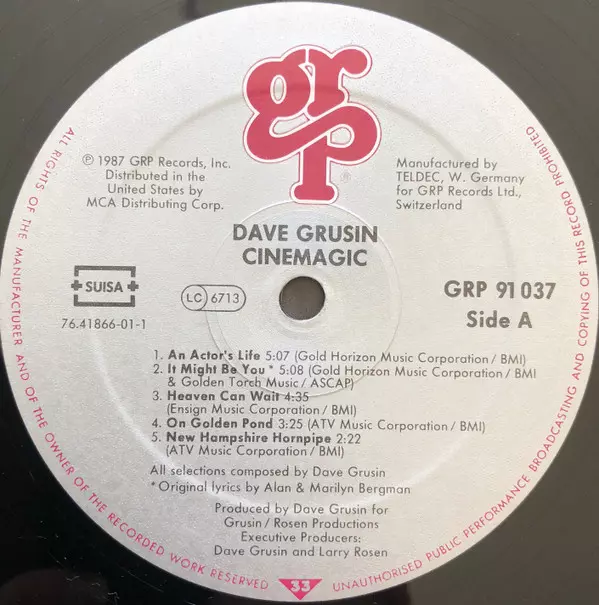 grp
®
℗ 1987 GRP Records, Inc.
Distributed in the
United States by
MCA Distributing Corp.
Manufactured by
TELDEC, W. Germany
for GRP Records Ltd.,
Switzerland
DAVE GRUSIN
CINEMAGIC
SUISA
LC 6713
76.41866-01-1
GRP 91 037
Side A
1. An Actor's Life 5:07 (Gold Horizon Music Corporation / BMI)
2. It Might Be You * 5:08 (Gold Horizon Music Corporation / BMI
& Golden Torch Music / ASCAP)
3. Heaven Can Wait 4:35
(Ensign Music Corporation / BMI)
4. On Golden Pond 3:25 (ATV Music Corporation / BMI)
5. New Hampshire Hornpipe 2:22
(ATV Music Corporation / BMI)
All selections composed by Dave Grusin
* Original lyrics by Alan & Marilyn Bergman
Produced by Dave Grusin for
Grusin / Rosen Productions
Executive Producers:
Dave Grusin and Larry Rosen
ALL RIGHTS OF THE MANUFACTURER AND OF THE OWNER OF THE RECORDED WORK RESERVED
33
UNAUTHORISED PUBLIC PERFORMANCE BROADCASTING AND COPYING OF THIS RECORD PROHIBITED